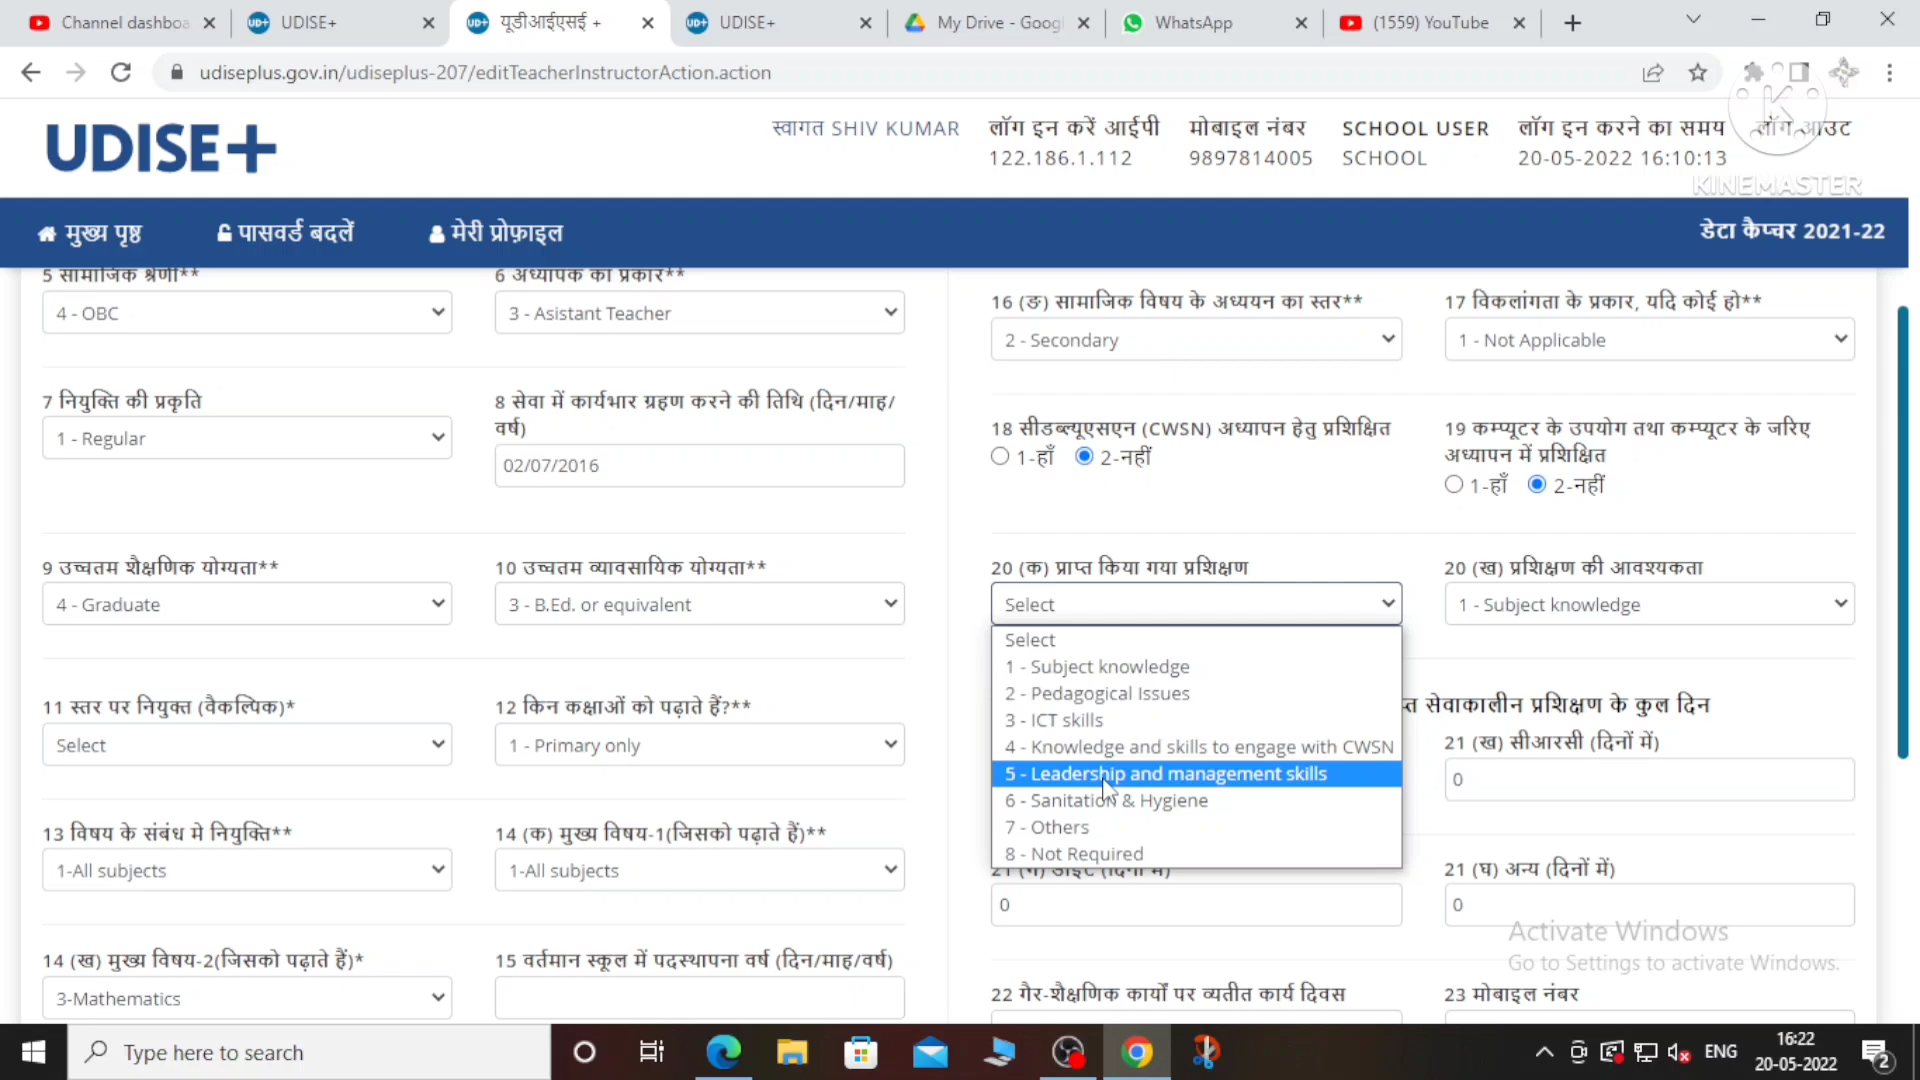 Channel dashboa
UDISE+
यूडीआईएसई +
UDISE+
My Drive - Goog
WhatsApp
(1559) YouTube
udiseplus.gov.in/udiseplus-207/editTeacherInstructorAction.action
UDISE+
स्वागत SHIV KUMAR
लॉग इन करें आईपी
122.186.1.112
मोबाइल नंबर
9897814005
SCHOOL USER
SCHOOL
लॉग इन करने का समय
20-05-2022 16:10:13
लॉग आउट
K
KINEMASTER
मुख्य पृष्ठ
पासवर्ड बदलें
मेरी प्रोफ़ाइल
डेटा कैप्चर 2021-22
5 सामाजिक श्रेणी**
4 - OBC
6 अध्यापक का प्रकार**
3 - Asistant Teacher
7 नियुक्ति की प्रकृति
1 - Regular
8 सेवा में कार्यभार ग्रहण करने की तिथि (दिन/माह/
वर्ष)
02/07/2016
9 उच्चतम शैक्षणिक योग्यता**
4 - Graduate
10 उच्चतम व्यावसायिक योग्यता**
3 - B.Ed. or equivalent
11 स्तर पर नियुक्त (वैकल्पिक)*
Select
12 किन कक्षाओं को पढ़ाते हैं?**
1 - Primary only
13 विषय के संबंध मे नियुक्ति**
1-All subjects
14 (क) मुख्य विषय-1(जिसको पढ़ाते हैं)**
1-All subjects
14 (ख) मुख्य विषय-2(जिसको पढ़ाते हैं)*
3-Mathematics
15 वर्तमान स्कूल में पदस्थापना वर्ष (दिन/माह/वर्ष)
16 (ङ) सामाजिक विषय के अध्ययन का स्तर**
2 - Secondary
17 विकलांगता के प्रकार, यदि कोई हो**
1 - Not Applicable
18 सीडब्ल्यूएसएन (CWSN) अध्यापन हेतु प्रशिक्षित
1-हाँ 2-नहीं
19 कम्प्यूटर के उपयोग तथा कम्प्यूटर के जरिए
अध्यापन में प्रशिक्षित
1-हाँ 2-नहीं
20 (क) प्राप्त किया गया प्रशिक्षण
Select
Select
1 - Subject knowledge
2 - Pedagogical Issues
3 - ICT skills
4 - Knowledge and skills to engage with CWSN
5 - Leadership and management skills
6 - Sanitation & Hygiene
7 - Others
8 - Not Required
20 (ख) प्रशिक्षण की आवश्यकता
1 - Subject knowledge
सेवाकालीन प्रशिक्षण के कुल दिन
21 (ख) सीआरसी (दिनों में)
0
21 (ग) डाइट (दिनों में)
0
21 (घ) अन्य (दिनों में)
0
22 गैर-शैक्षणिक कार्यों पर व्यतीत कार्य दिवस
23 मोबाइल नंबर
Activate Windows
Go to Settings to activate Windows.
Type here to search
ENG
16:22
20-05-2022
2